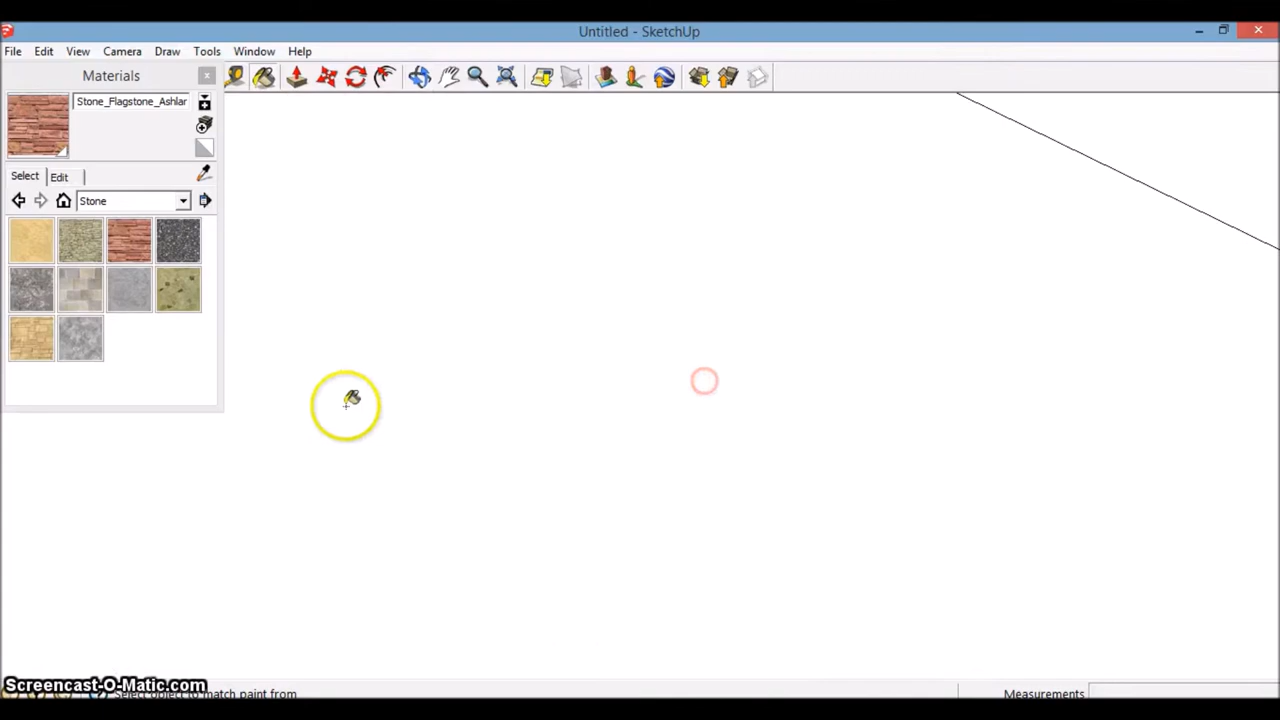 Untitled - SketchUp
File Edit View Camera Draw Tools Window Help
Materials
Stone_Flagstone_Ashlar
Select Edit
Stone
Screencast-O-Matic.com
Select object to match paint from
Measurements